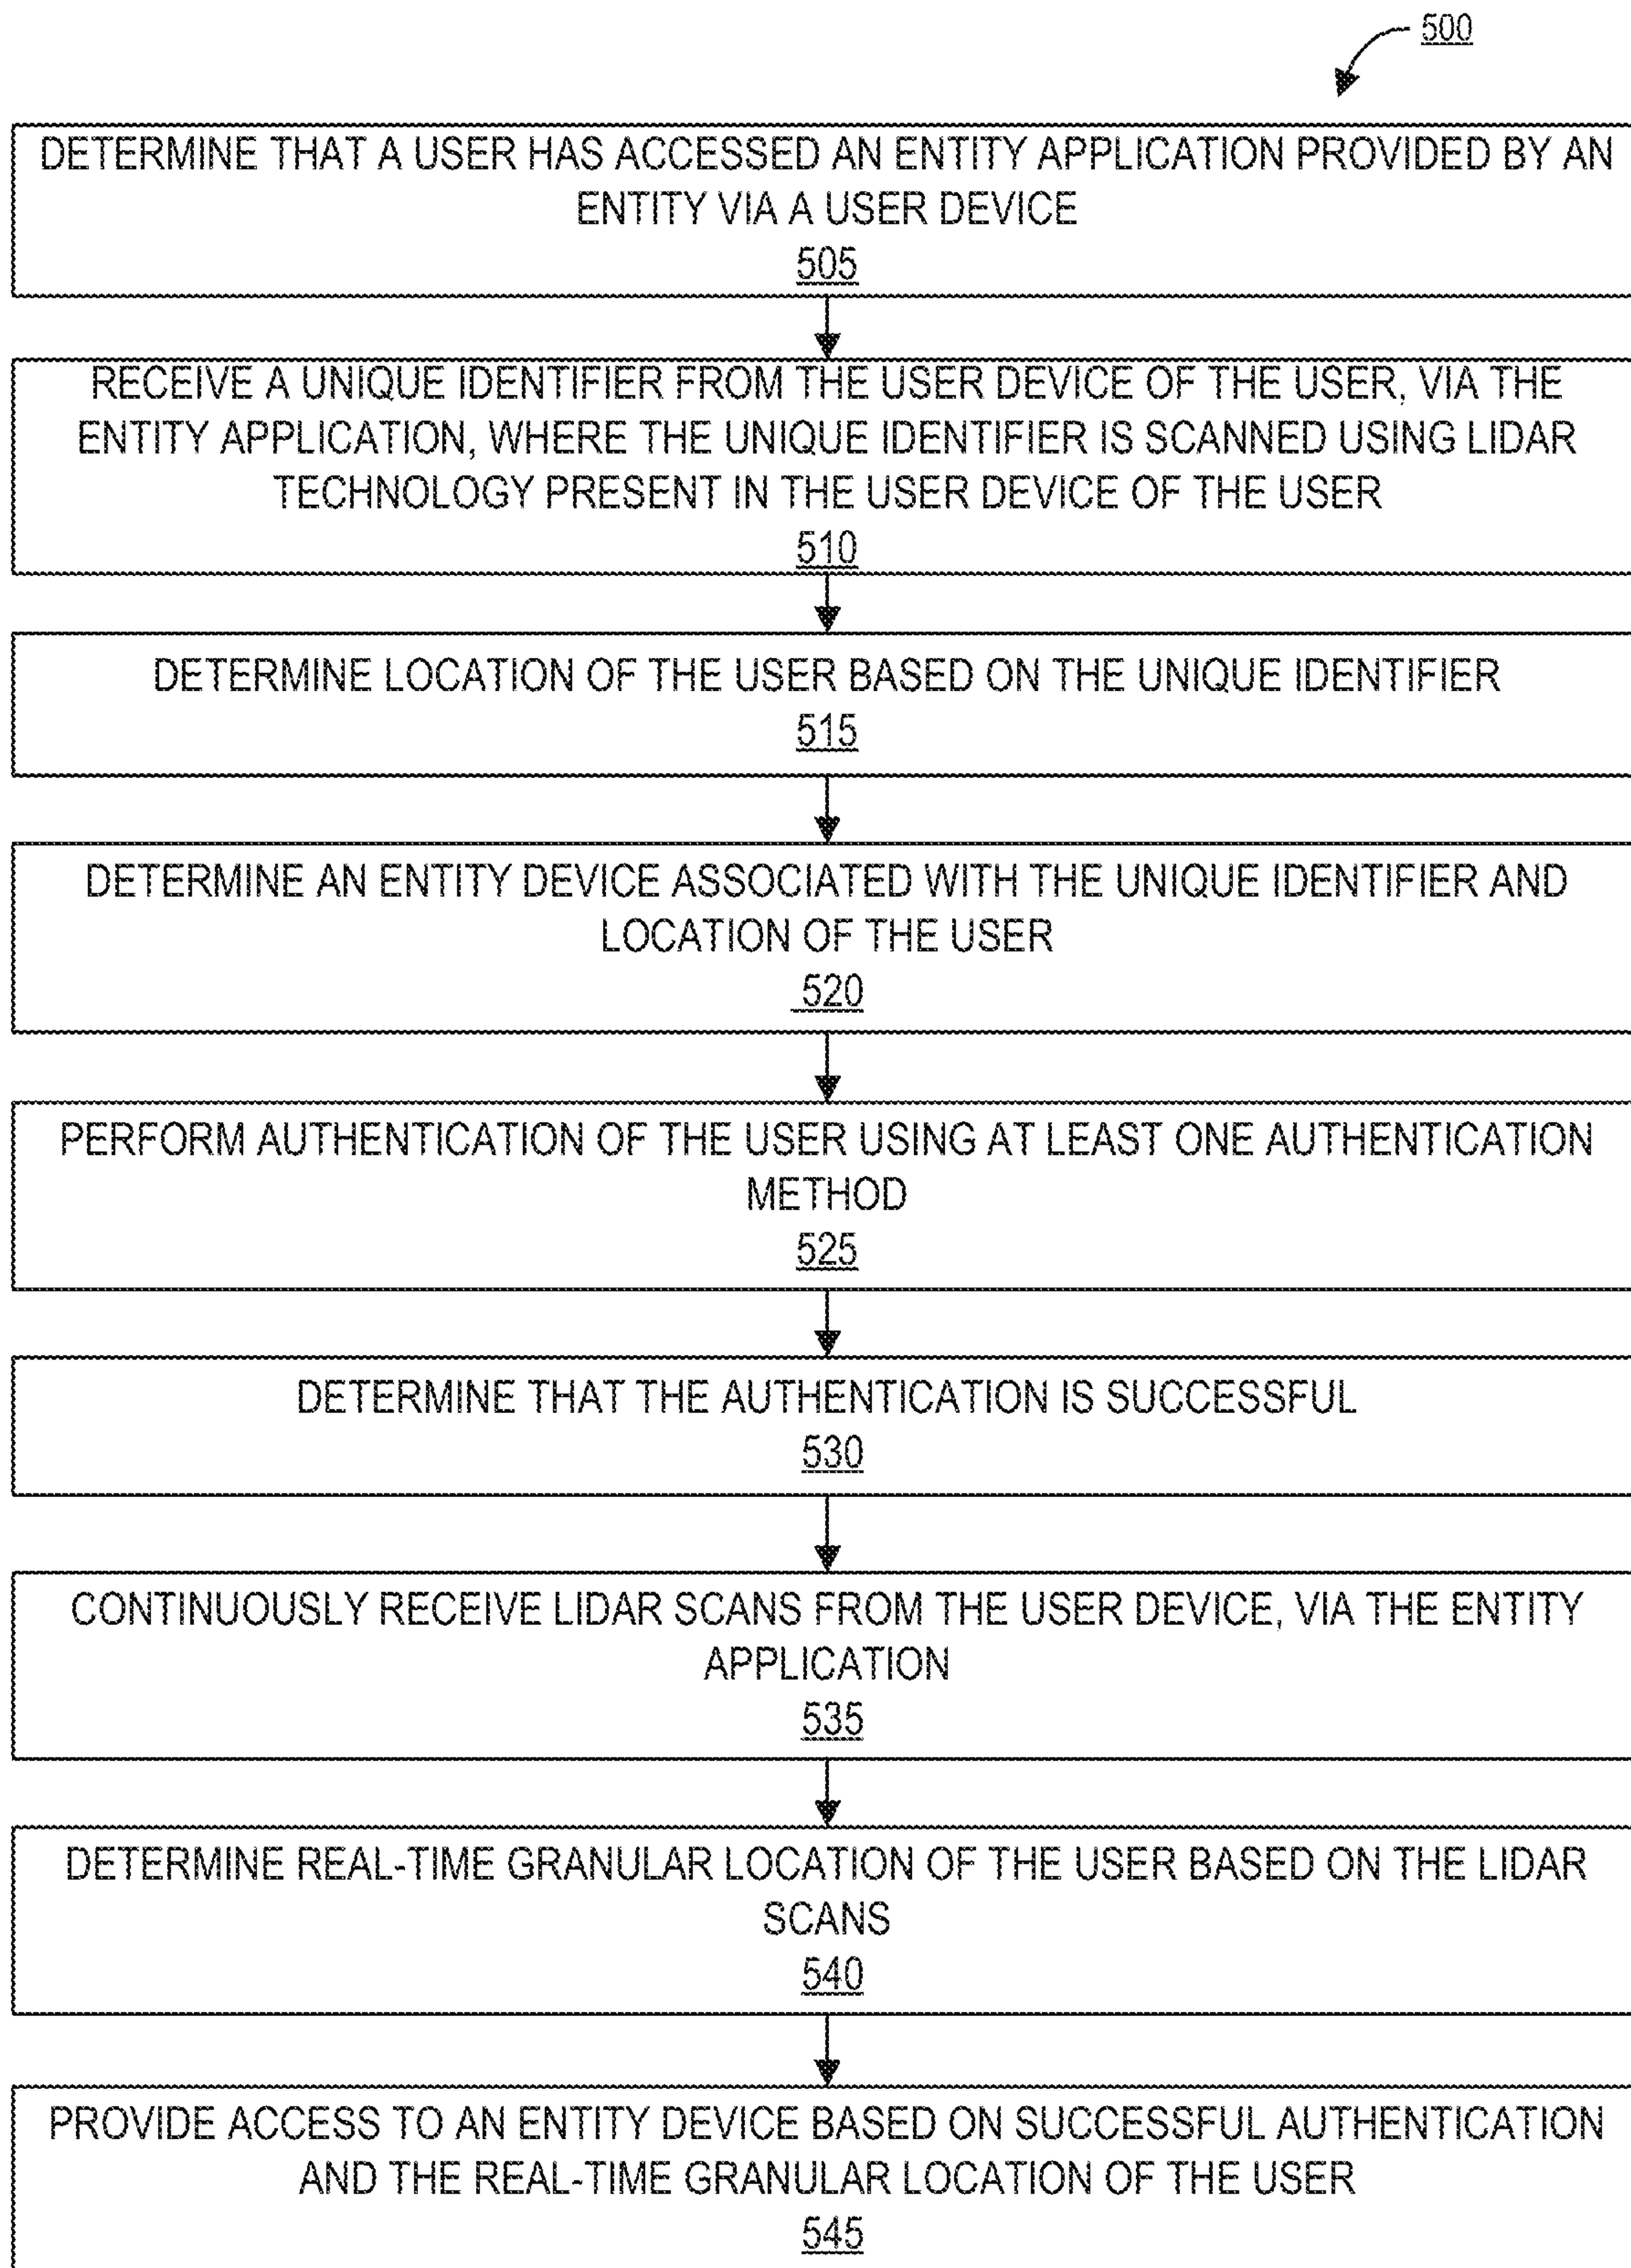 500
DETERMINE THAT A USER HAS ACCESSED AN ENTITY APPLICATION PROVIDED BY AN
ENTITY VIA A USER DEVICE
505
RECEIVE A UNIQUE IDENTIFIER FROM THE USER DEVICE OF THE USER, VIA THE
ENTITY APPLICATION, WHERE THE UNIQUE IDENTIFIER IS SCANNED USING LIDAR
TECHNOLOGY PRESENT IN THE USER DEVICE OF THE USER
510
DETERMINE LOCATION OF THE USER BASED ON THE UNIQUE IDENTIFIER
515
DETERMINE AN ENTITY DEVICE ASSOCIATED WITH THE UNIQUE IDENTIFIER AND
LOCATION OF THE USER
520
PERFORM AUTHENTICATION OF THE USER USING AT LEAST ONE AUTHENTICATION
METHOD
525
DETERMINE THAT THE AUTHENTICATION IS SUCCESSFUL
530
CONTINUOUSLY RECEIVE LIDAR SCANS FROM THE USER DEVICE, VIA THE ENTITY
APPLICATION
535
DETERMINE REAL-TIME GRANULAR LOCATION OF THE USER BASED ON THE LIDAR
SCANS
540
PROVIDE ACCESS TO AN ENTITY DEVICE BASED ON SUCCESSFUL AUTHENTICATION
AND THE REAL-TIME GRANULAR LOCATION OF THE USER
545